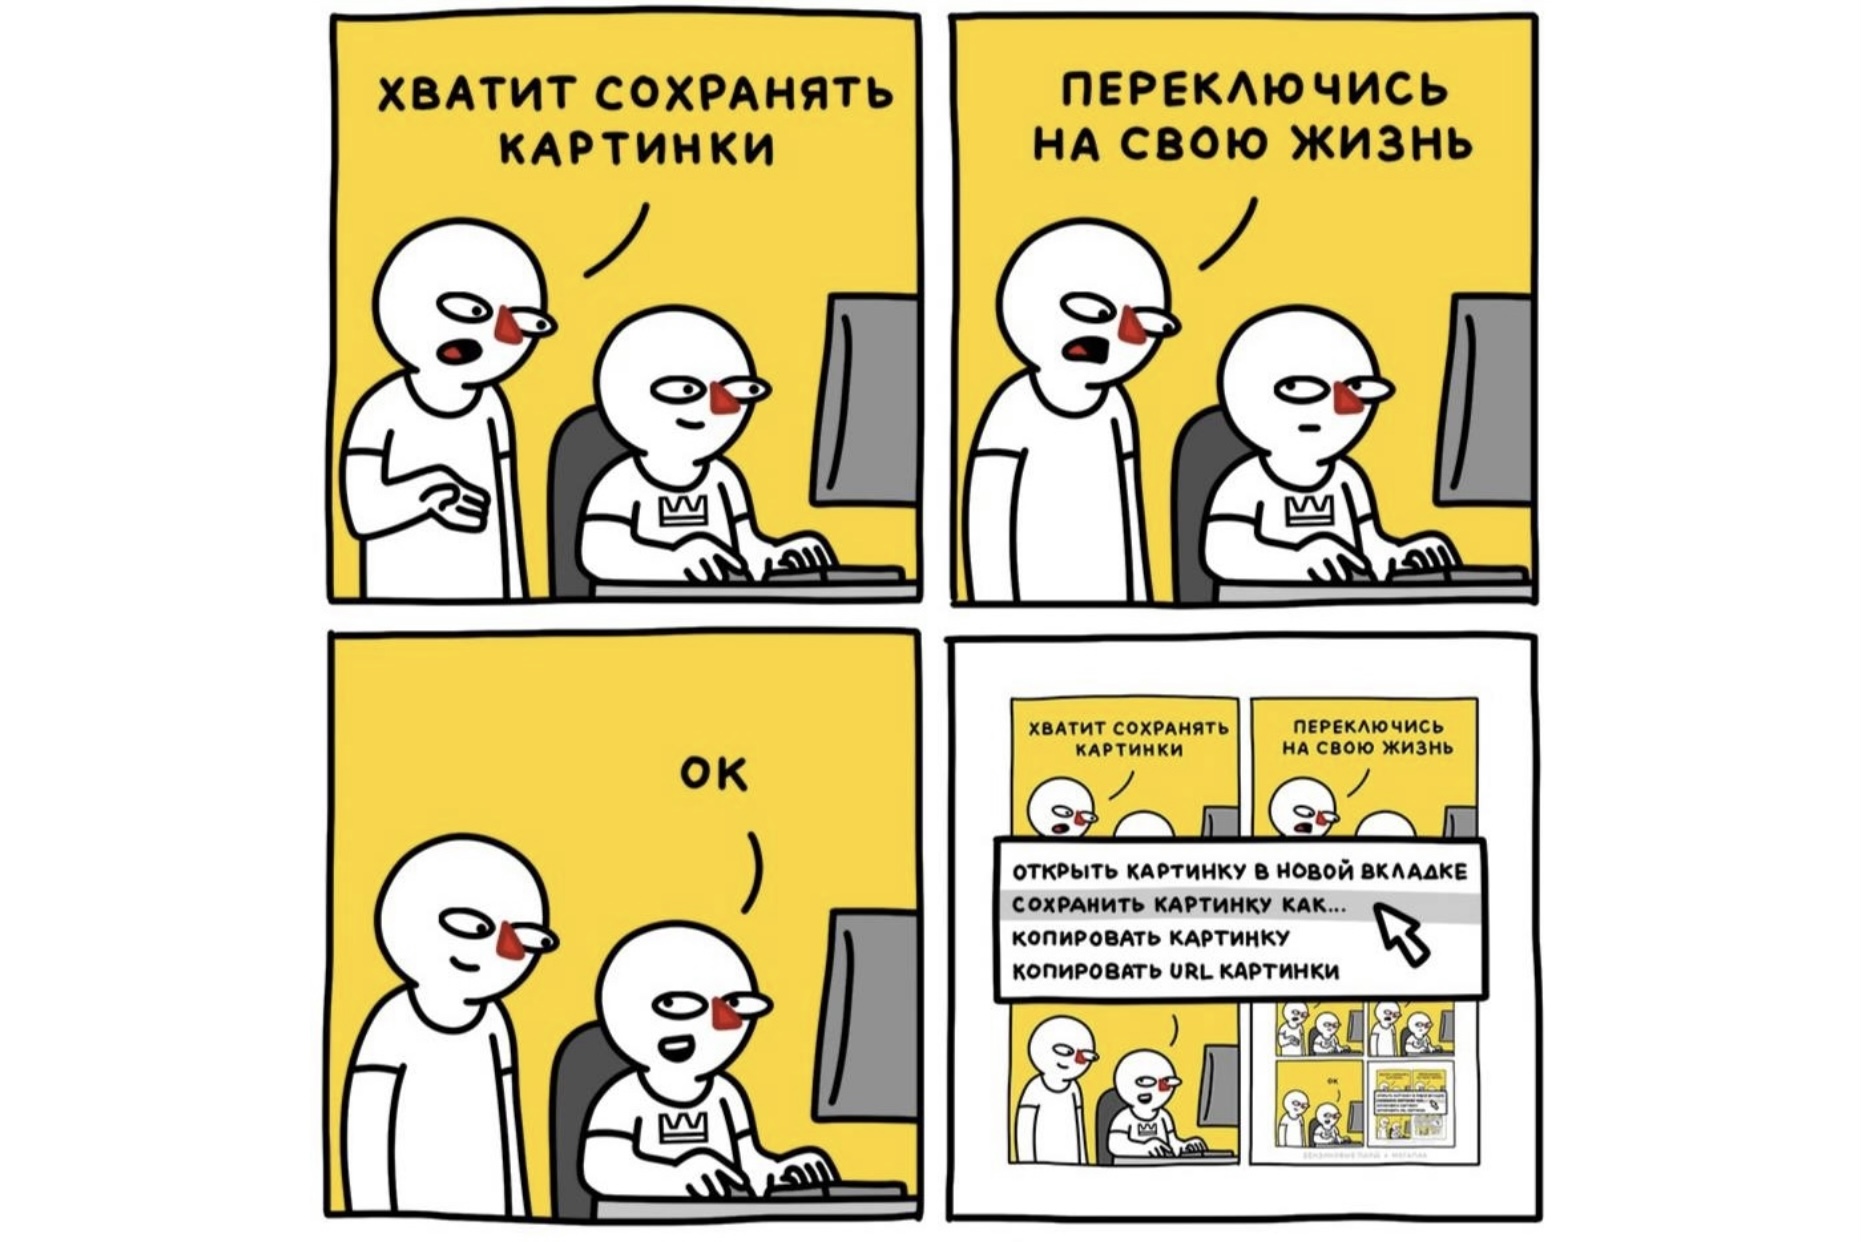 ХВАТИТ СОХРАНЯТЬ
КАРТИНКИ
ПЕРЕКЛЮЧИСЬ
НА СВОЮ ЖИЗНЬ
ОК
ХВАТИТ СОХРАНЯТЬ
КАРТИНКИ
ПЕРЕКЛЮЧИСЬ
НА СВОЮ ЖИЗНЬ
ОТКРЫТЬ КАРТИНКУ В НОВОЙ ВКЛАДКЕ
СОХРАНИТЬ КАРТИНКУ КАК...
КОПИРОВАТЬ КАРТИНКУ
КОПИРОВАТЬ URL КАРТИНКИ
ОК